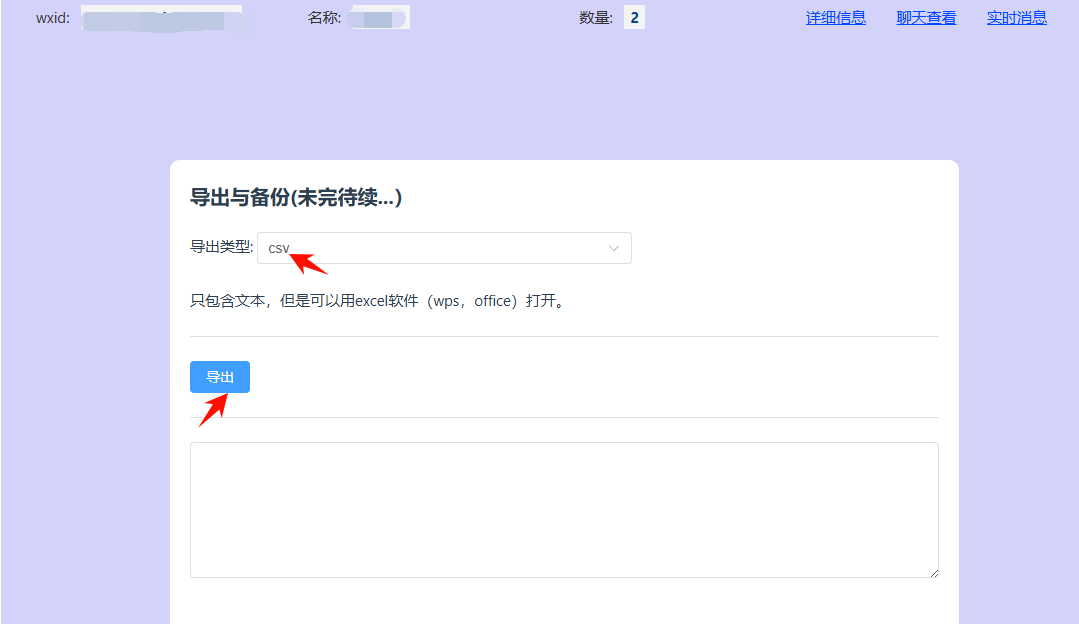 wxid: 名称: 数量: 2 详细信息 聊天查看 实时消息
导出与备份(未完待续...)
导出类型: csv
只包含文本，但是可以用excel软件（wps，office）打开。
导出